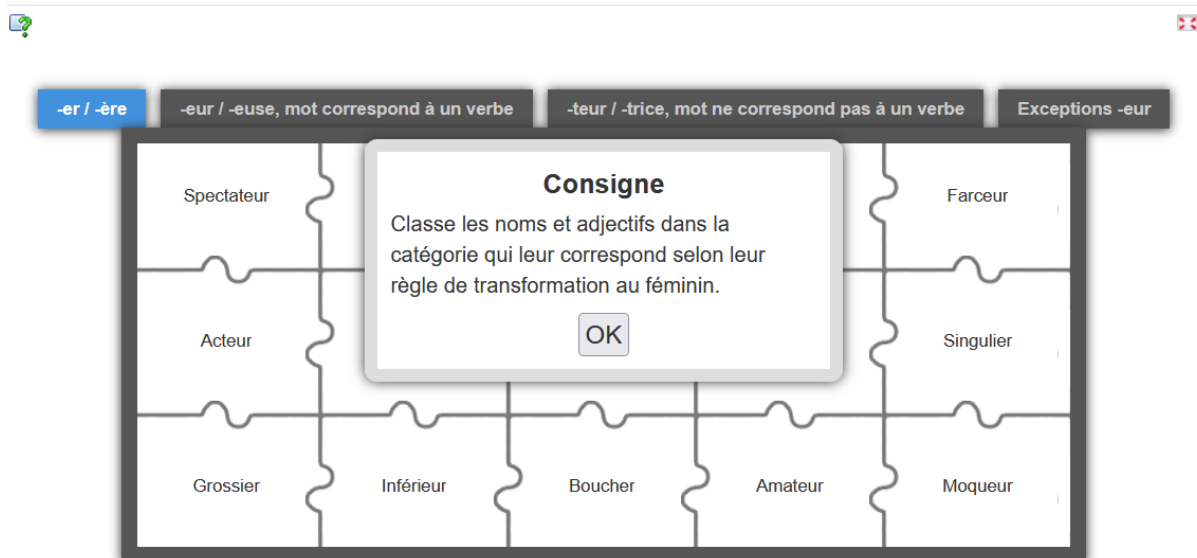 -er / -ère
-eur / -euse, mot correspond à un verbe
-teur / -trice, mot ne correspond pas à un verbe
Exceptions -eur
Spectateur
Consigne
Classe les noms et adjectifs dans la
catégorie qui leur correspond selon leur
règle de transformation au féminin.
OK
Farceur
Acteur
Singulier
Grossier
Inférieur
Boucher
Amateur
Moqueur